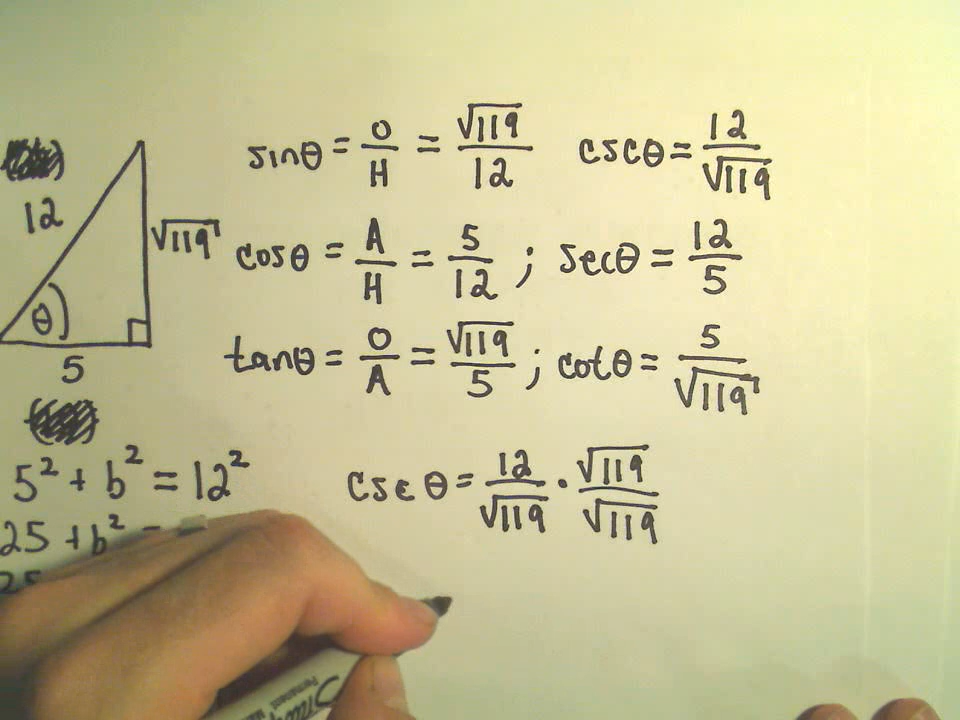 sinθ = O/H = √119/12 cscθ = 12/√119
12
√119
cosθ = A/H = 5/12 ; secθ = 12/5
θ
tanθ = O/A = √119/5 ; cotθ = 5/√119
5
5² + b² = 12²
cscθ = 12/√119 · √119/√119
25 + b² =
25